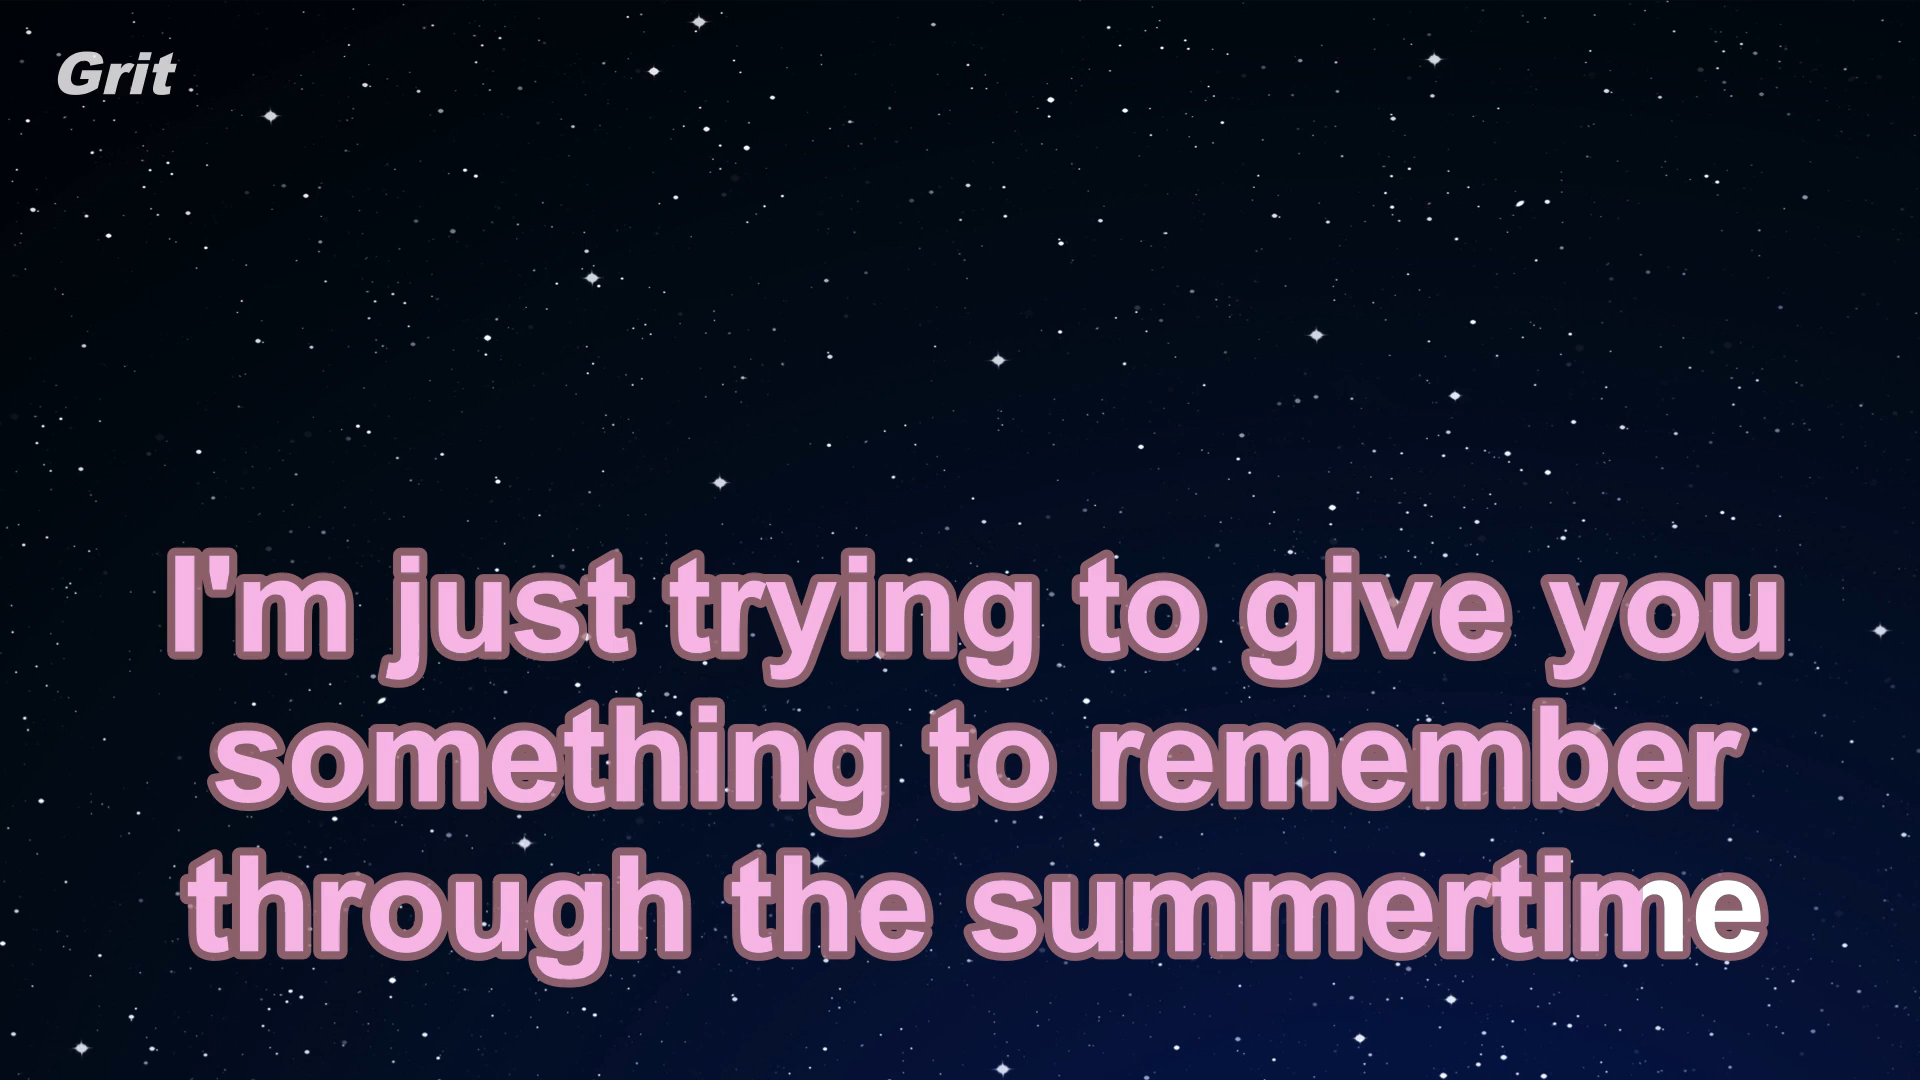 Grit
I'm just trying to give you
something to remember
through the summertime